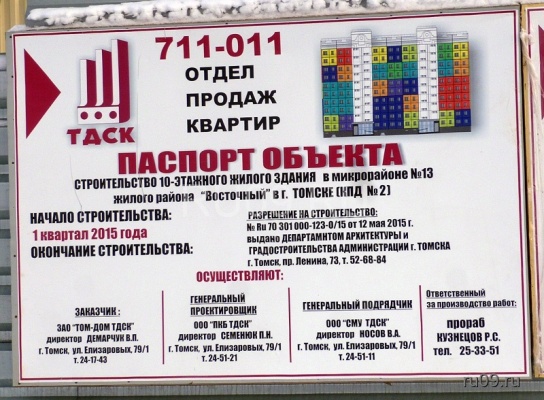 711-011
ОТДЕЛ
ПРОДАЖ
КВАРТИР
ТДСК
ПАСПОРТ ОБЪЕКТА
СТРОИТЕЛЬСТВО 10-ЭТАЖНОГО ЖИЛОГО ЗДАНИЯ в микрорайоне №13
жилого района "Восточный" в г. ТОМСКЕ (КПД №2)
НАЧАЛО СТРОИТЕЛЬСТВА:
1 квартал 2015 года
ОКОНЧАНИЕ СТРОИТЕЛЬСТВА:
РАЗРЕШЕНИЕ НА СТРОИТЕЛЬСТВО:
№ Ru 70 301 000-123-0/15 от 12 мая 2015 г.
выдано ДЕПАРТАМНТОМ АРХИТЕКТУРЫ и
ГРАДОСТРОИТЕЛЬСТВА АДМИНИСТРАЦИИ г. ТОМСКА
г. Томск, пр. Ленина, 73, т. 52-68-84
ОСУЩЕСТВЛЯЮТ:
ЗАКАЗЧИК :
ЗАО "ТОМ-ДОМ ТДСК"
директор ДЕМАРЧУК В.Л.
г. Томск, ул. Елизаровых, 79/1
т. 24-17-43
ГЕНЕРАЛЬНЫЙ
ПРОЕКТИРОВЩИК
ООО "ПКБ ТДСК"
директор СЕМЕНЮК П.Н.
г. Томск, ул. Елизаровых, 79/1
т. 24-51-21
ГЕНЕРАЛЬНЫЙ ПОДРЯДЧИК
ООО "СМУ ТДСК"
директор НОСОВ В.А.
г. Томск, ул. Елизаровых, 79/1
т. 24-51-11
Ответственный
за производство работ:
прораб
КУЗНЕЦОВ Р.С.
тел. 25-33-51
ru09.ru